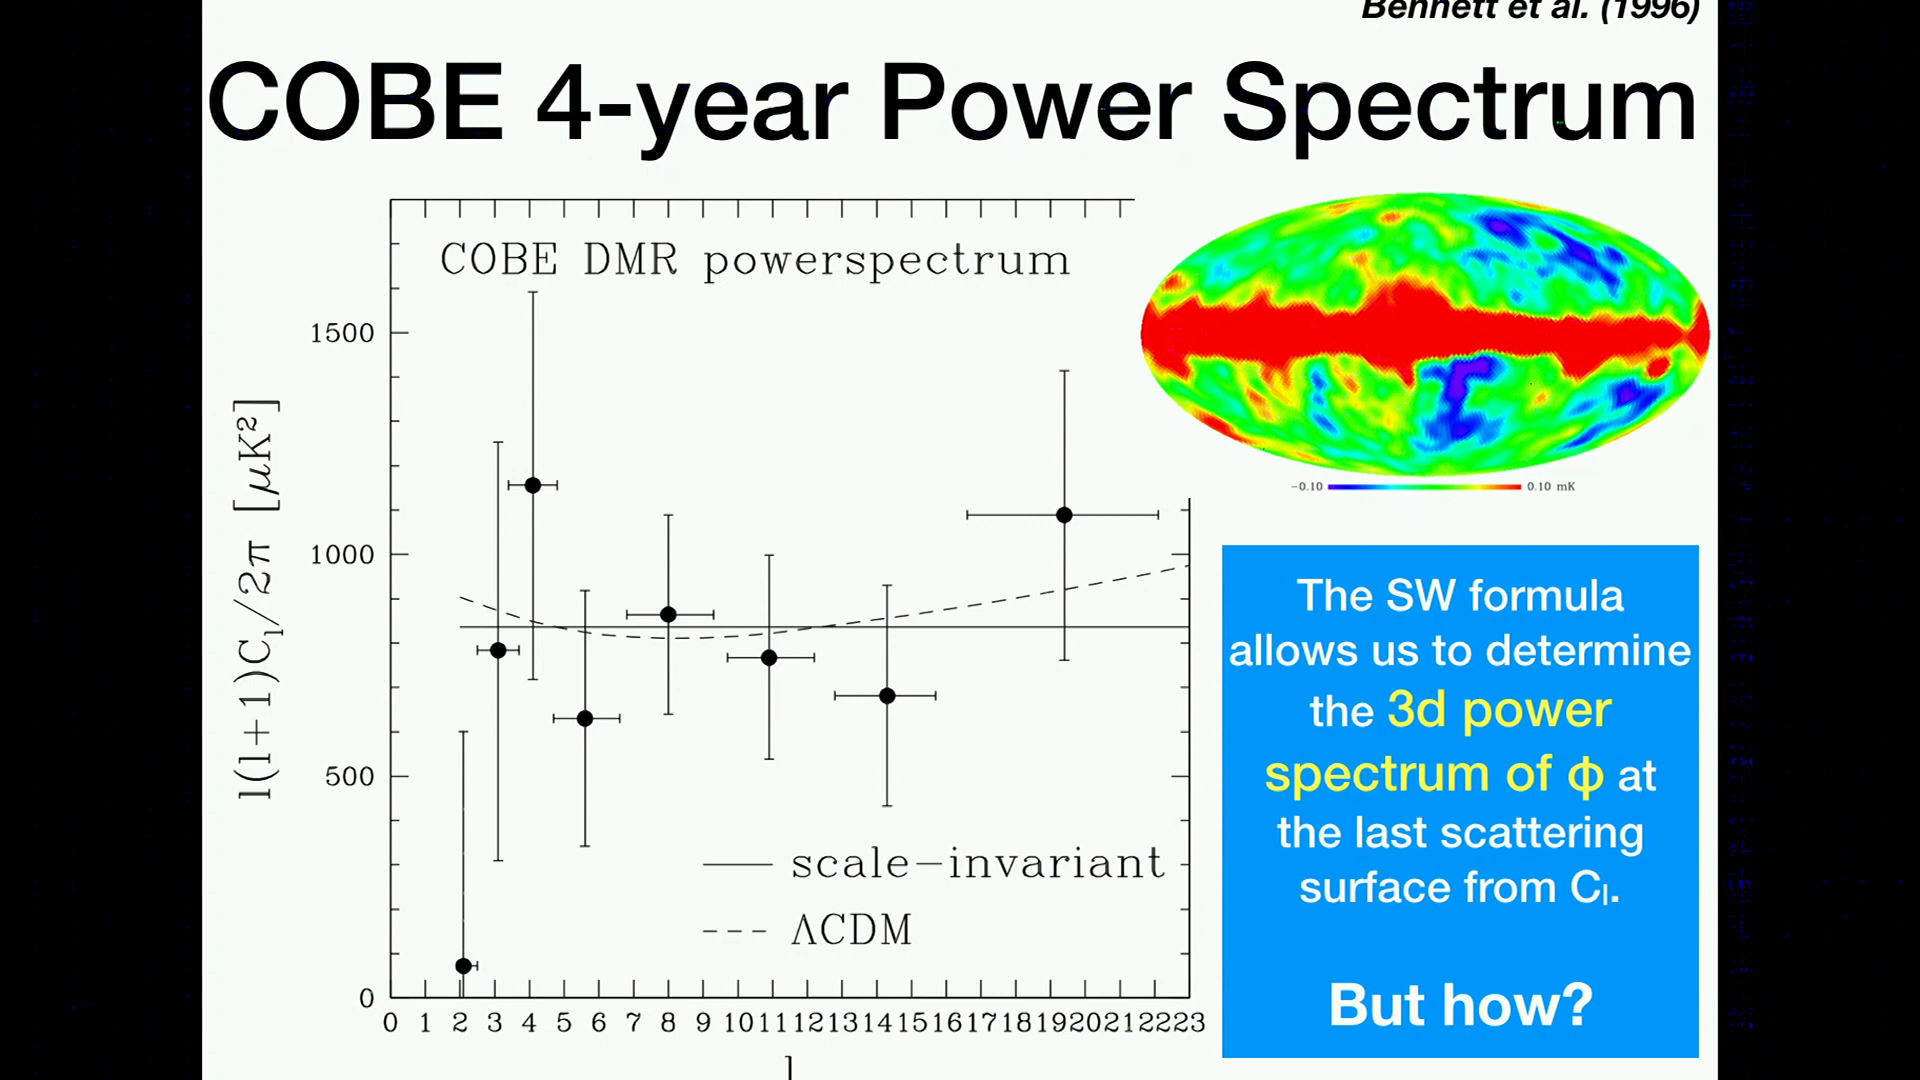 Bennett et al. (1996)
COBE 4-year Power Spectrum
COBE DMR powerspectrum
1500
1000
500
0
l(l+1)Cl/2π [μK²]
scale-invariant
ΛCDM
0 1 2 3 4 5 6 7 8 9 10 11 12 13 14 15 16 17 18 19 20 21 22 23
l
-0.10 0.10 mK
The SW formula
allows us to determine
the 3d power
spectrum of φ at
the last scattering
surface from Cl.
But how?